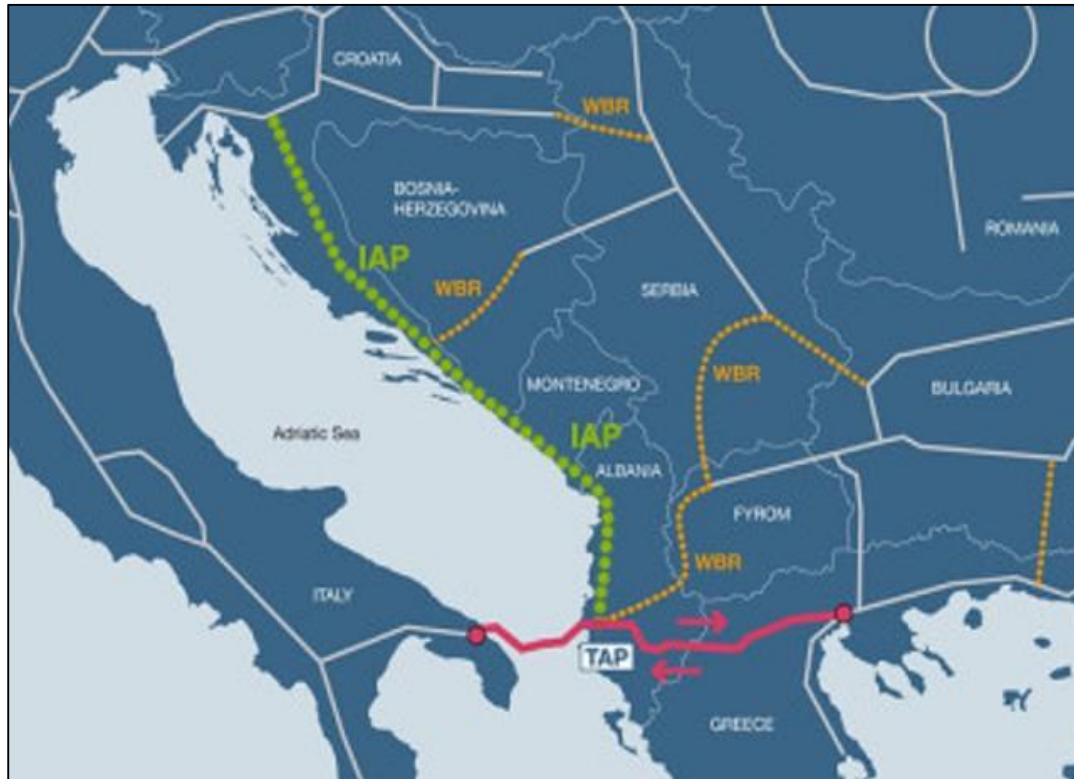 CROATIA
WBR
BOSNIA-
HERZEGOVINA
ROMANIA
IAP
WBR
SERBIA
WBR
MONTENEGRO
BULGARIA
Adriatic Sea
IAP
ALBANIA
FYROM
WBR
ITALY
TAP
GREECE